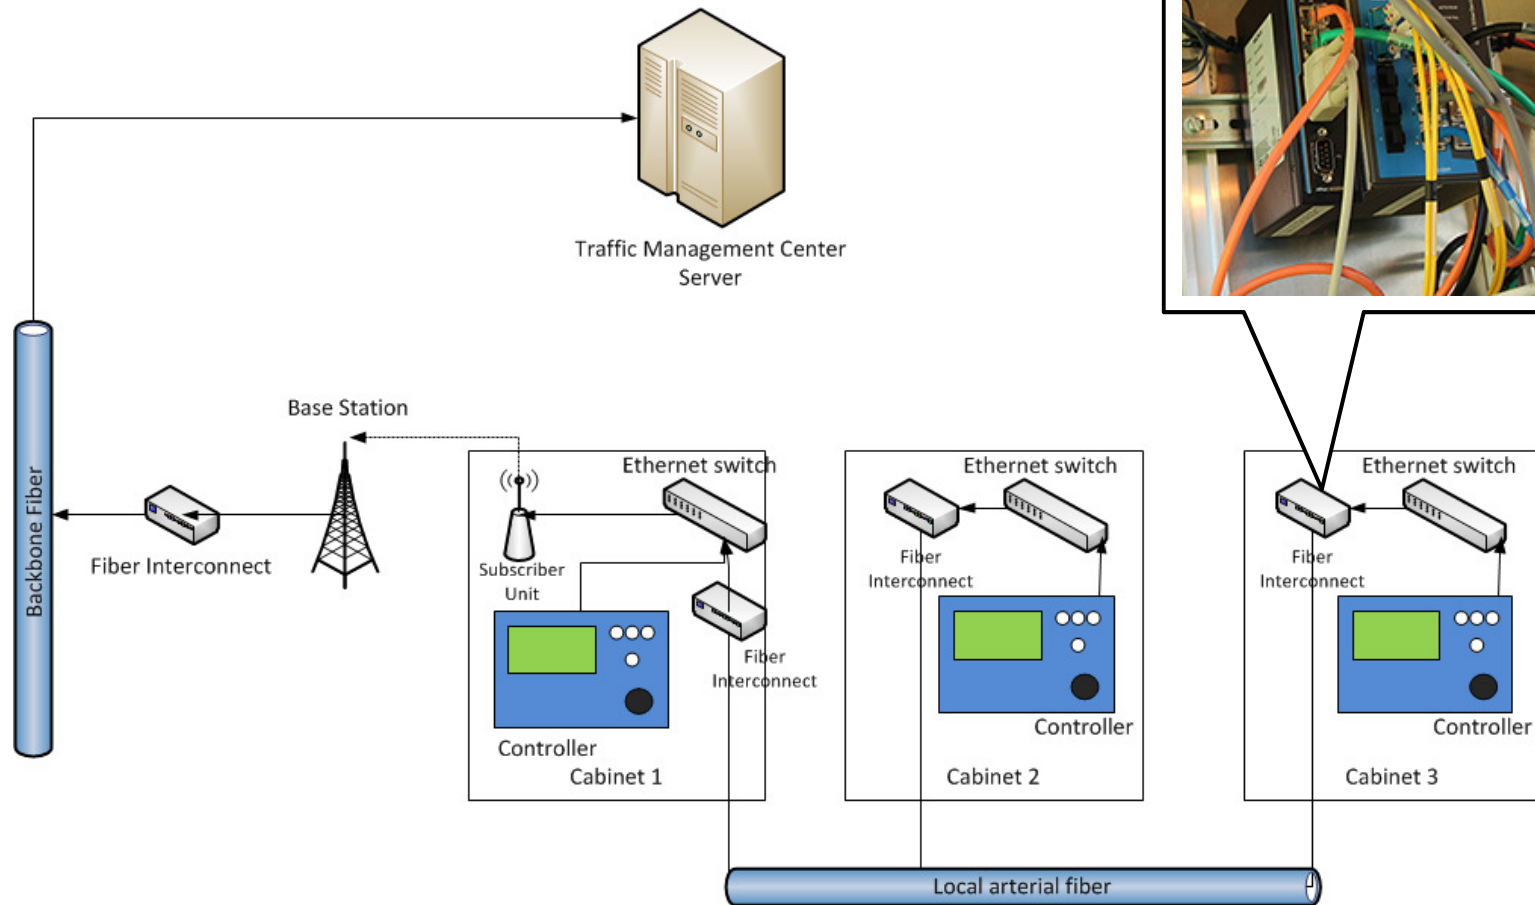 Traffic Management Center
Server
Base Station
Backbone Fiber
Fiber Interconnect
Ethernet switch
Subscriber
Unit
Fiber
Interconnect
Controller
Cabinet 1
Ethernet switch
Fiber
Interconnect
Controller
Cabinet 2
Ethernet switch
Fiber
Interconnect
Controller
Cabinet 3
Local arterial fiber